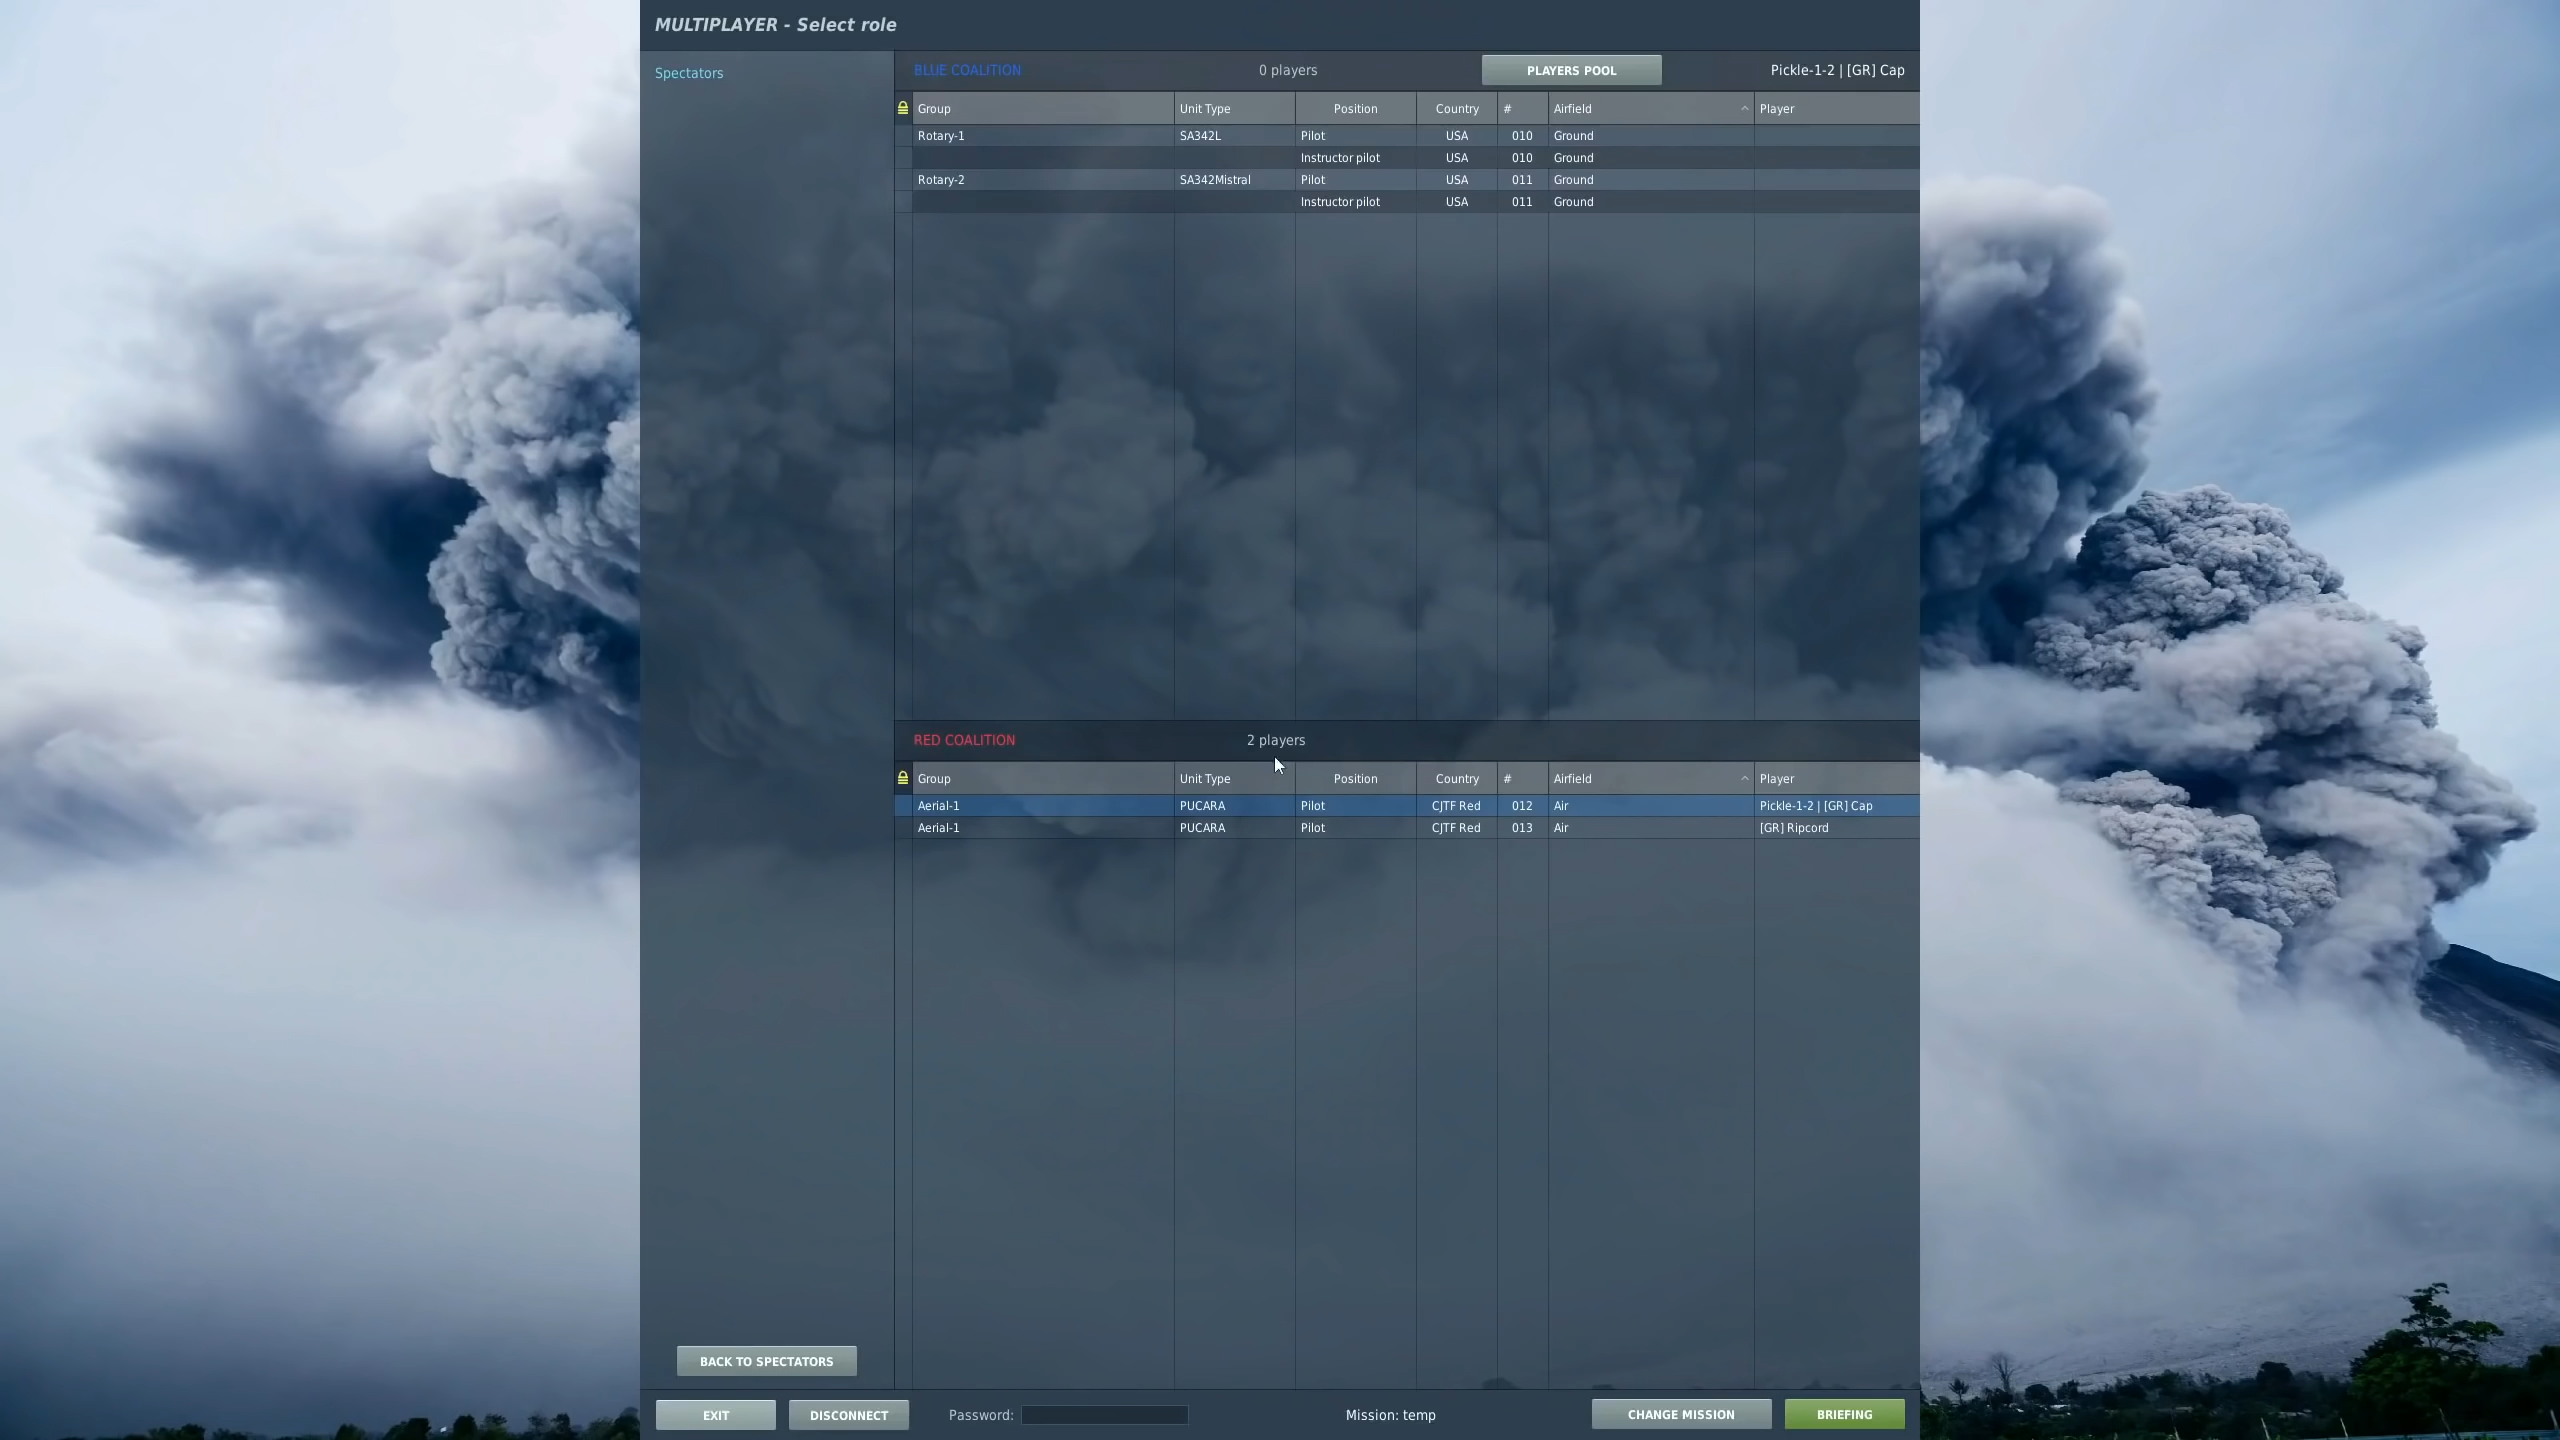 MULTIPLAYER - Select role
Spectators
BLUE COALITION 0 players PLAYERS POOL Pickle-1-2 | [GR] Cap
Group Unit Type Position Country # Airfield Player
Rotary-1 SA342L Pilot USA 010 Ground
Instructor pilot USA 010 Ground
Rotary-2 SA342Mistral Pilot USA 011 Ground
Instructor pilot USA 011 Ground
RED COALITION 2 players
Group Unit Type Position Country # Airfield Player
Aerial-1 PUCARA Pilot CJTF Red 012 Air Pickle-1-2 | [GR] Cap
Aerial-1 PUCARA Pilot CJTF Red 013 Air [GR] Ripcord
BACK TO SPECTATORS
EXIT DISCONNECT Password: Mission: temp CHANGE MISSION BRIEFING